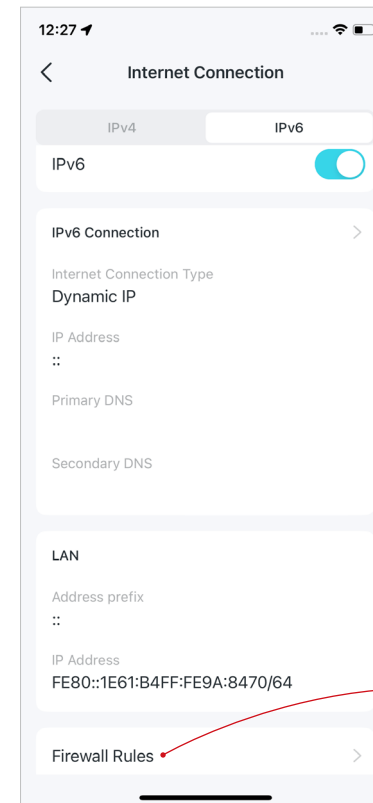 12:27
Internet Connection
IPv4 IPv6
IPv6
IPv6 Connection
Internet Connection Type
Dynamic IP
IP Address
::
Primary DNS
Secondary DNS
LAN
Address prefix
::
IP Address
FE80::1E61:B4FF:FE9A:8470/64
Firewall Rules